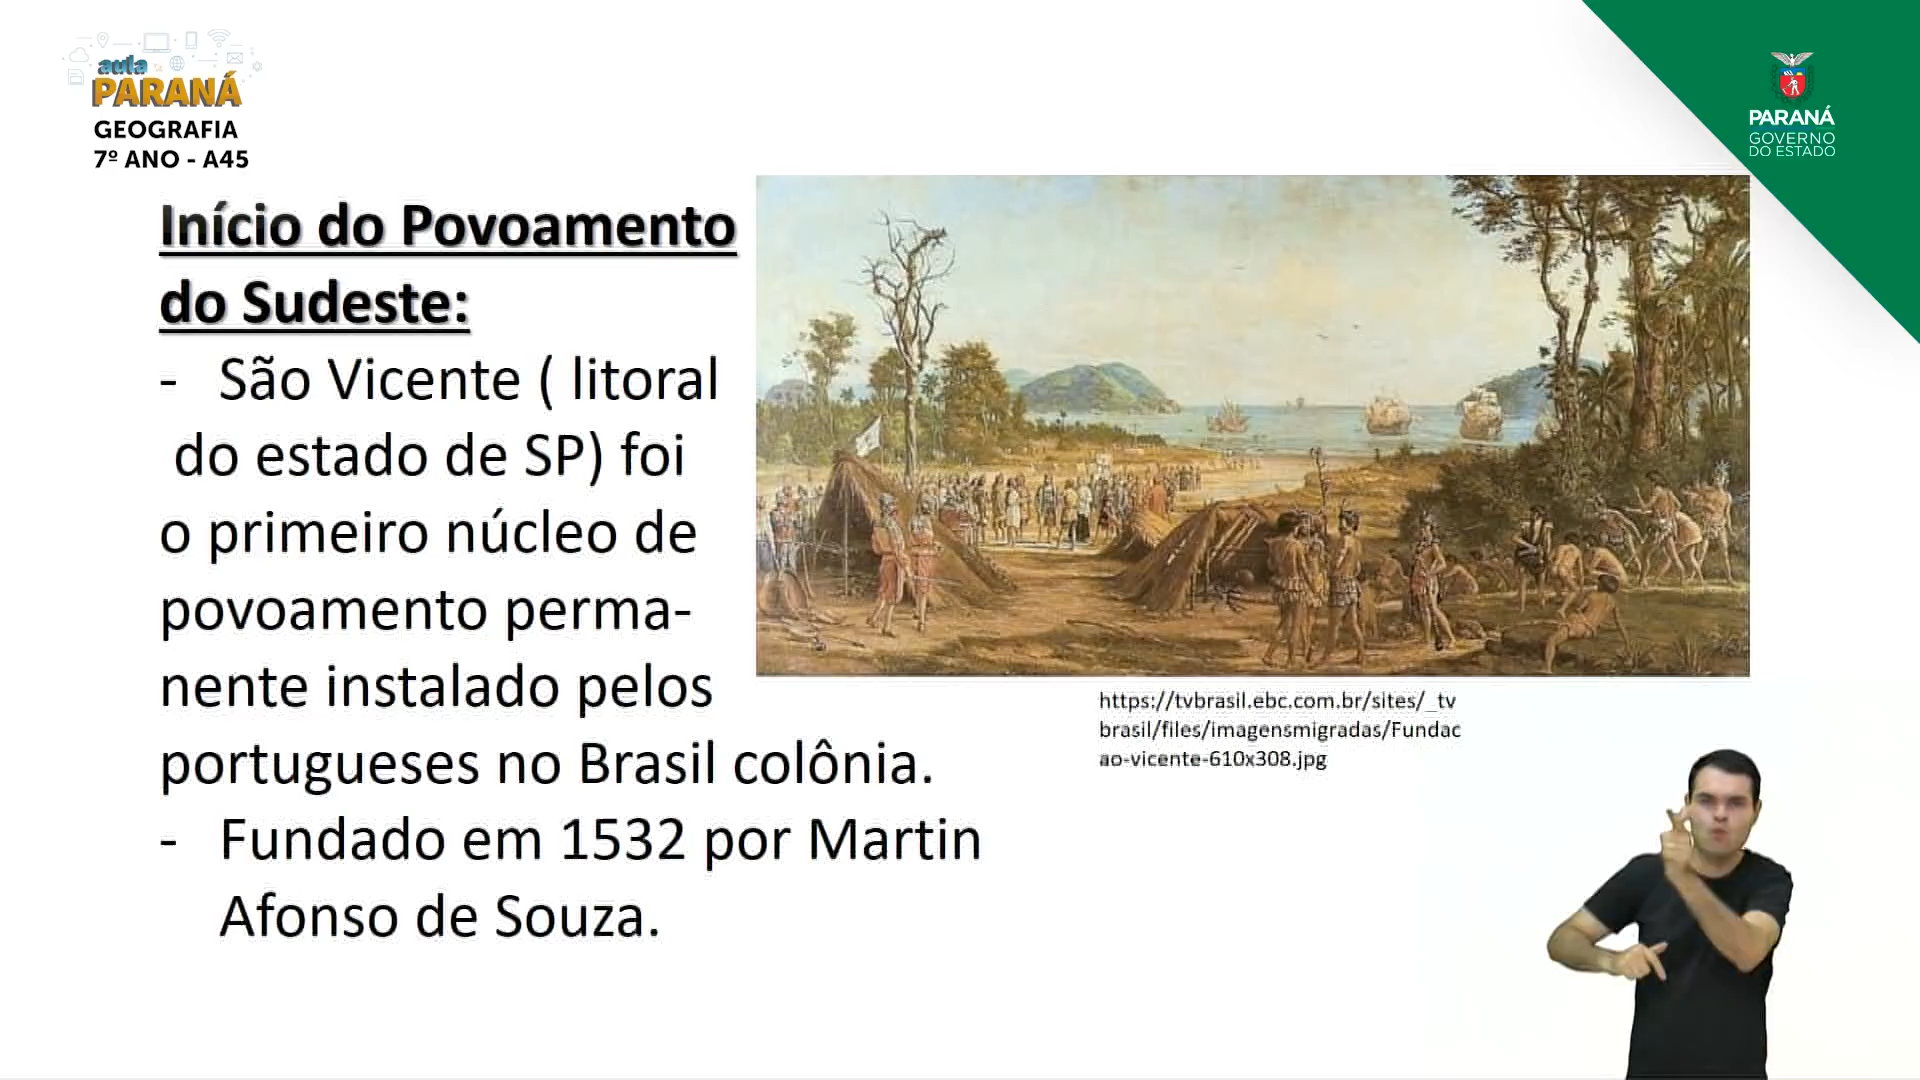 aula
PARANÁ
GEOGRAFIA
7º ANO - A45
PARANÁ
GOVERNO
DO ESTADO
Início do Povoamento
do Sudeste:
- São Vicente ( litoral
do estado de SP) foi
o primeiro núcleo de
povoamento perma-
nente instalado pelos
portugueses no Brasil colônia.
- Fundado em 1532 por Martin
Afonso de Souza.
https://tvbrasil.ebc.com.br/sites/_tv
brasil/files/imagensmigradas/Fundac
ao-vicente-610x308.jpg